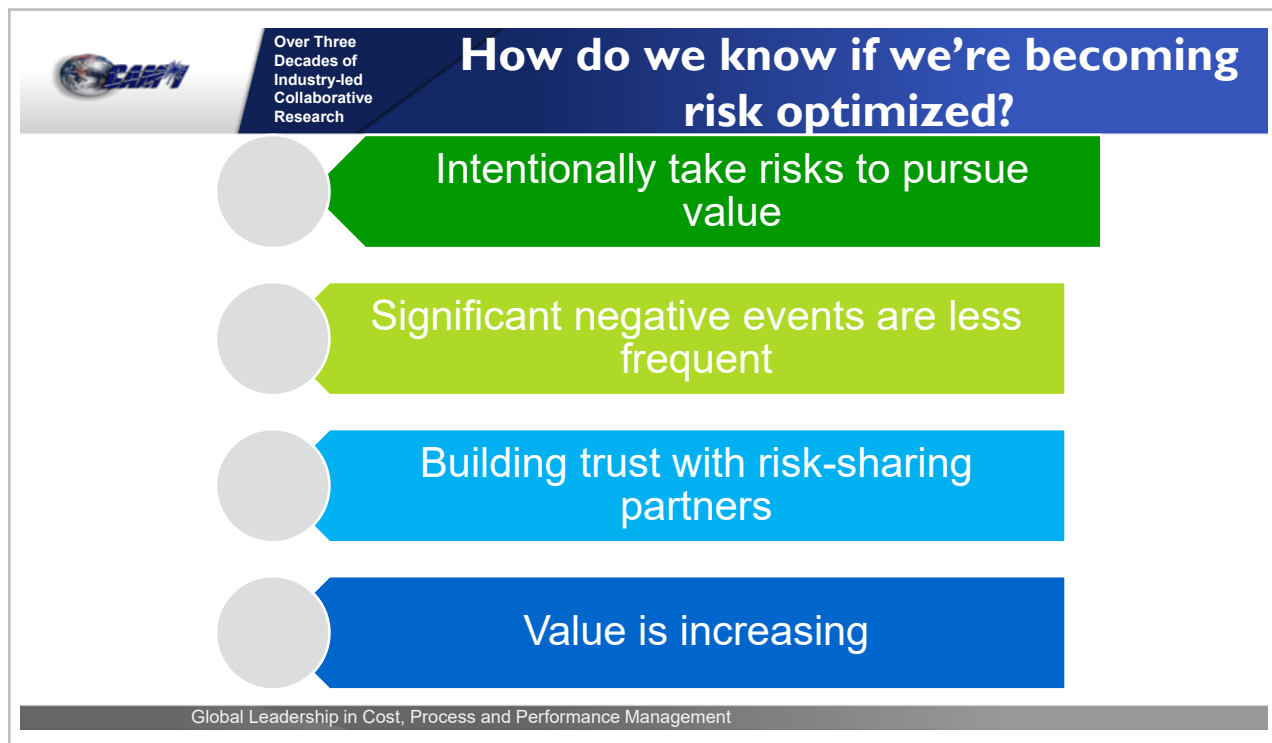 CAM-I
Over Three
Decades of
Industry-led
Collaborative
Research
How do we know if we’re becoming
risk optimized?
Intentionally take risks to pursue
value
Significant negative events are less
frequent
Building trust with risk-sharing
partners
Value is increasing
Global Leadership in Cost, Process and Performance Management